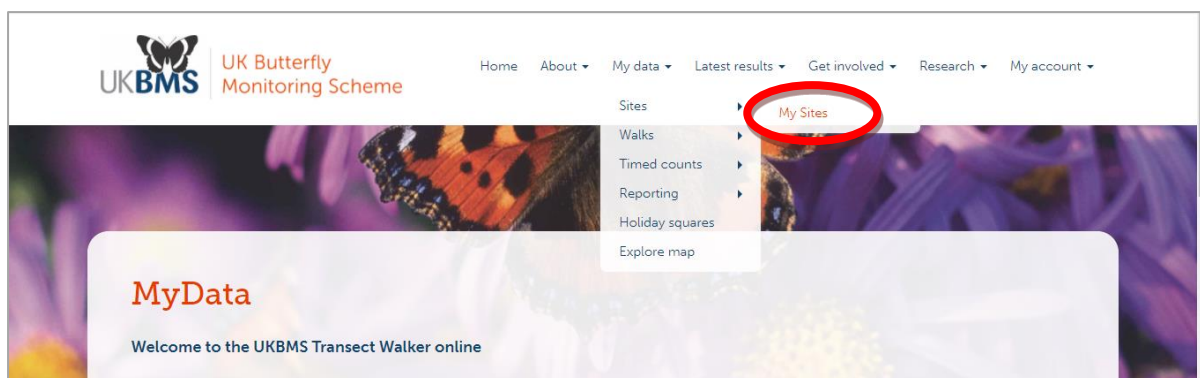 UKBMS
UK Butterfly
Monitoring Scheme
Home About My data Latest results Get involved Research My account
Sites
My Sites
Walks
Timed counts
Reporting
Holiday squares
Explore map
MyData
Welcome to the UKBMS Transect Walker online